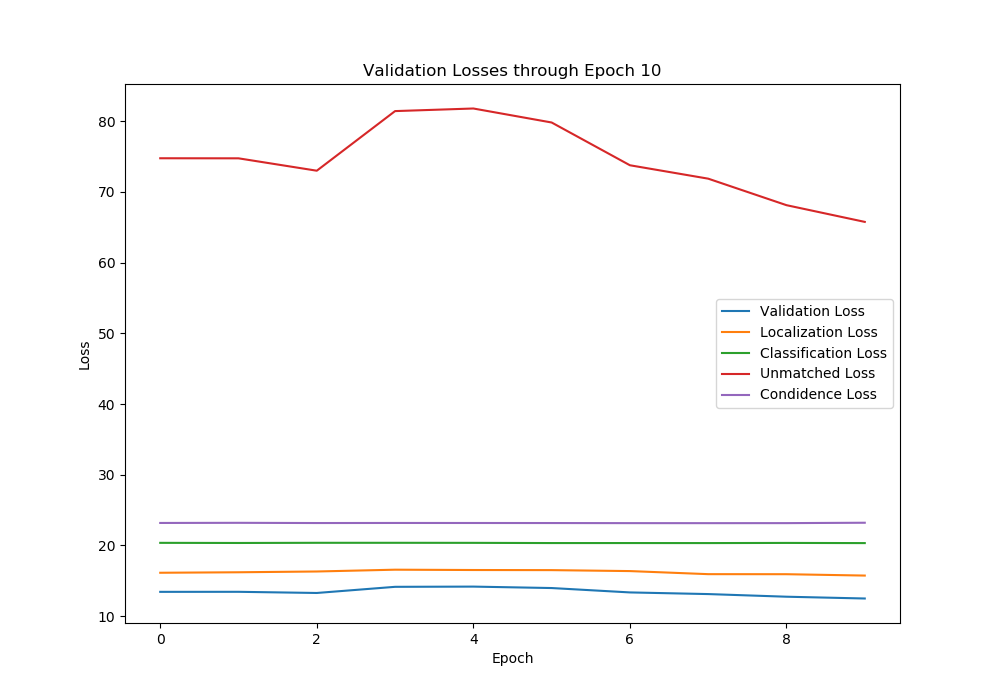 Validation Losses through Epoch 10
80
70
60
50
40
30
20
10
Loss
Validation Loss
Localization Loss
Classification Loss
Unmatched Loss
Condidence Loss
0 2 4 6 8
Epoch